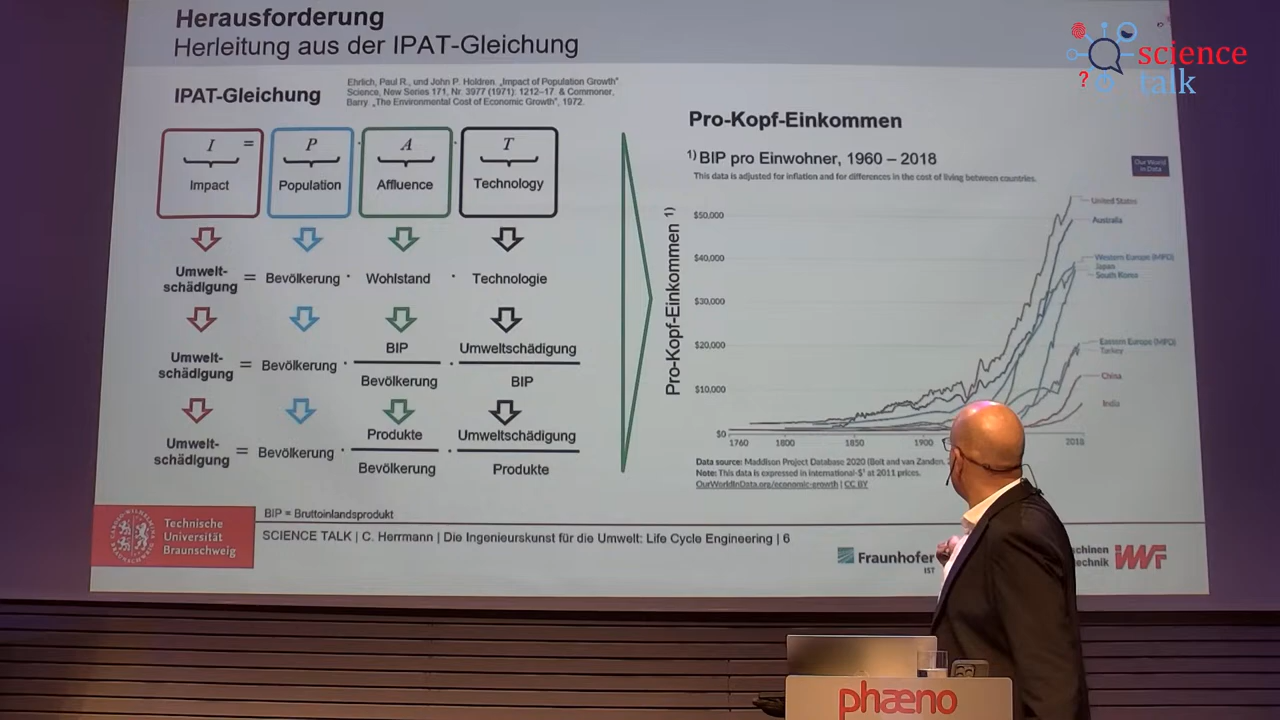 Herausforderung
Herleitung aus der IPAT-Gleichung
science
talk
?
IPAT-Gleichung
Ehrlich, Paul R., und John P. Holdren. „Impact of Population Growth“.
Science, New Series 171, Nr. 3977 (1971): 1212–17. & Commoner,
Barry. „The Environmental Cost of Economic Growth“, 1972.
I = P · A · T
Impact Population Affluence Technology
Umwelt-
schädigung = Bevölkerung · Wohlstand · Technologie
BIP Umweltschädigung
Umwelt-
schädigung = Bevölkerung · ·
Bevölkerung BIP
Produkte Umweltschädigung
Umwelt-
schädigung = Bevölkerung · ·
Bevölkerung Produkte
Pro-Kopf-Einkommen
1) BIP pro Einwohner, 1960 – 2018
This data is adjusted for inflation and for differences in the cost of living between countries.
Our World
in Data
Pro-Kopf-Einkommen 1)
$50,000
$40,000
$30,000
$20,000
$10,000
$0
1760 1800 1850 1900 2018
United States
Australia
Western Europe (MPD)
Japan
South Korea
Eastern Europe (MPD)
Turkey
China
India
Data source: Maddison Project Database 2020 (Bolt and van Zanden,
Note: This data is expressed in international-$¹ at 2011 prices.
OurWorldInData.org/economic-growth | CC BY
BIP = Bruttoinlandsprodukt
Technische
Universität
Braunschweig
SCIENCE TALK | C. Herrmann | Die Ingenieurskunst für die Umwelt: Life Cycle Engineering | 6
Fraunhofer
IST
chinen
echnik
IWF
phæno